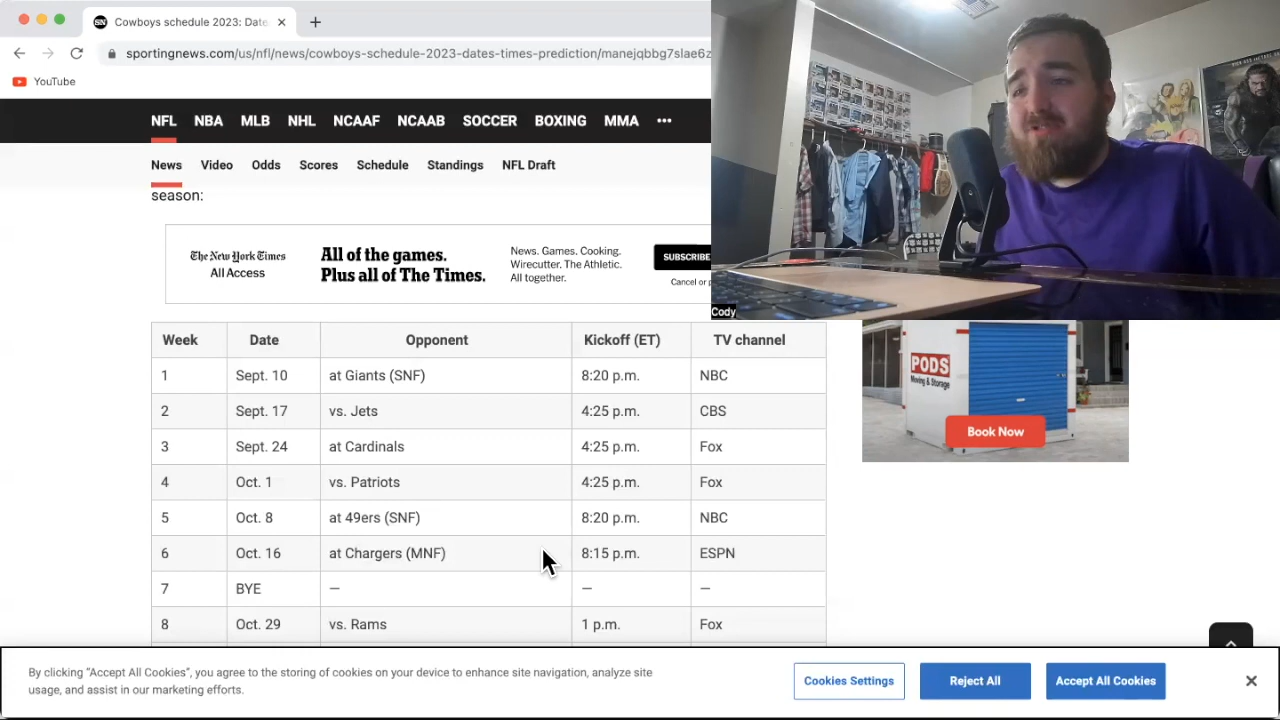 Cowboys schedule 2023: Date
sportingnews.com/us/nfl/news/cowboys-schedule-2023-dates-times-prediction/manejqbbg7slae6z
YouTube
NFL NBA MLB NHL NCAAF NCAAB SOCCER BOXING MMA •••
News Video Odds Scores Schedule Standings NFL Draft
season:
The New York Times
All Access
All of the games.
Plus all of The Times.
News. Games. Cooking.
Wirecutter. The Athletic.
All together.
SUBSCRIBE
Cancel or p
Cody
Week Date Opponent Kickoff (ET) TV channel
1 Sept. 10 at Giants (SNF) 8:20 p.m. NBC
2 Sept. 17 vs. Jets 4:25 p.m. CBS
3 Sept. 24 at Cardinals 4:25 p.m. Fox
4 Oct. 1 vs. Patriots 4:25 p.m. Fox
5 Oct. 8 at 49ers (SNF) 8:20 p.m. NBC
6 Oct. 16 at Chargers (MNF) 8:15 p.m. ESPN
7 BYE — — —
8 Oct. 29 vs. Rams 1 p.m. Fox
PODS
Moving & Storage
Book Now
By clicking “Accept All Cookies”, you agree to the storing of cookies on your device to enhance site navigation, analyze site
usage, and assist in our marketing efforts.
Cookies Settings
Reject All
Accept All Cookies